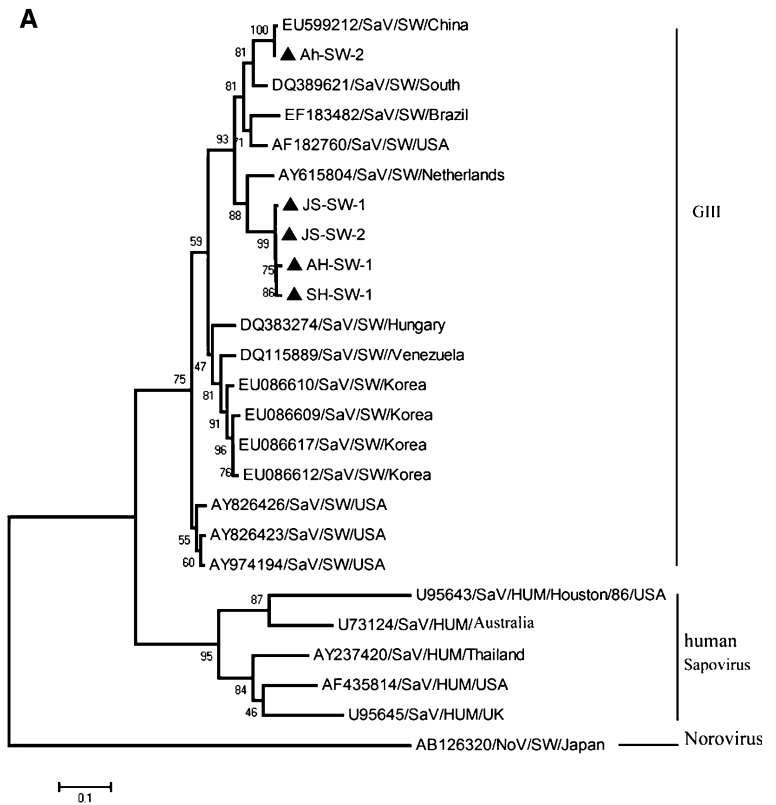 A
100 EU599212/SaV/SW/China
81 ▲ Ah-SW-2
81 DQ389621/SaV/SW/South
EF183482/SaV/SW/Brazil
93 71 AF182760/SaV/SW/USA
AY615804/SaV/SW/Netherlands
88 ▲ JS-SW-1
GIII
59 99 ▲ JS-SW-2
75 ▲ AH-SW-1
86 ▲ SH-SW-1
DQ383274/SaV/SW/Hungary
47 DQ115889/SaV/SW//Venezuela
75 81 EU086610/SaV/SW/Korea
91 EU086609/SaV/SW/Korea
96 EU086617/SaV/SW/Korea
76 EU086612/SaV/SW/Korea
AY826426/SaV/SW/USA
55 AY826423/SaV/SW/USA
60 AY974194/SaV/SW/USA
87 U95643/SaV/HUM/Houston/86/USA
U73124/SaV/HUM/Australia
human
95 AY237420/SaV/HUM/Thailand
Sapovirus
84 AF435814/SaV/HUM/USA
46 U95645/SaV/HUM/UK
AB126320/NoV/SW/Japan
Norovirus
0.1